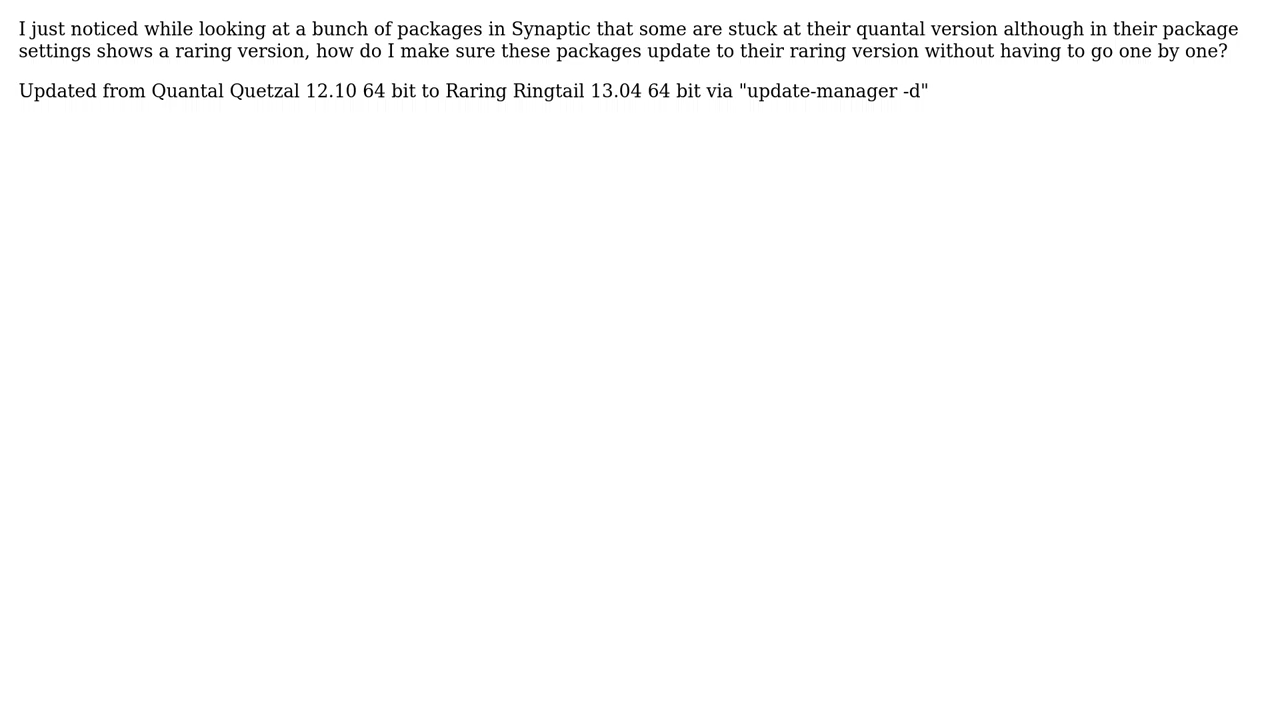 I just noticed while looking at a bunch of packages in Synaptic that some are stuck at their quantal version although in their package
settings shows a raring version, how do I make sure these packages update to their raring version without having to go one by one?
Updated from Quantal Quetzal 12.10 64 bit to Raring Ringtail 13.04 64 bit via "update-manager -d"